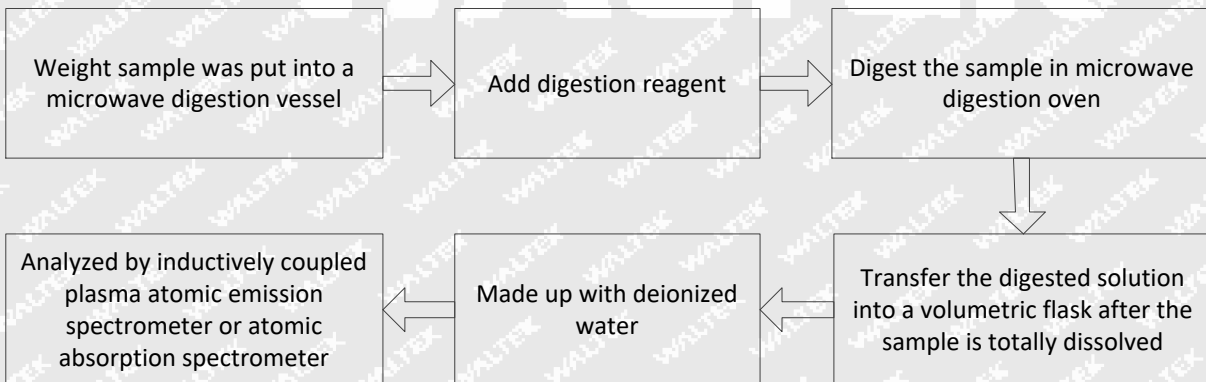 Weight sample was put into a
microwave digestion vessel
Add digestion reagent
Digest the sample in microwave
digestion oven
Transfer the digested solution
into a volumetric flask after the
sample is totally dissolved
Made up with deionized
water
Analyzed by inductively coupled
plasma atomic emission
spectrometer or atomic
absorption spectrometer
WALTEK